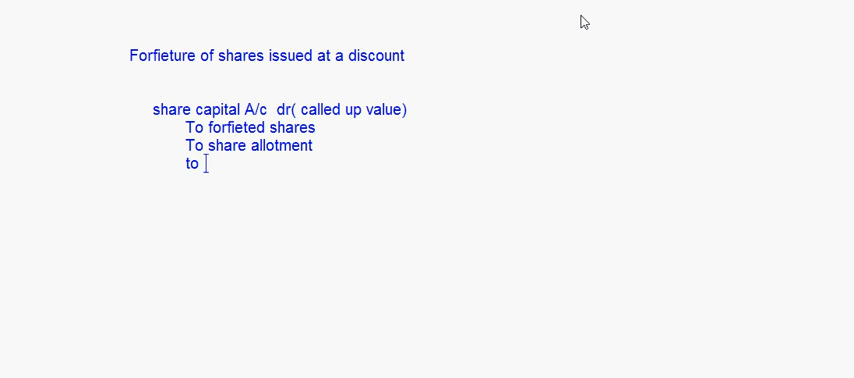 Forfieture of shares issued at a discount
share capital A/c dr( called up value)
To forfieted shares
To share allotment
to